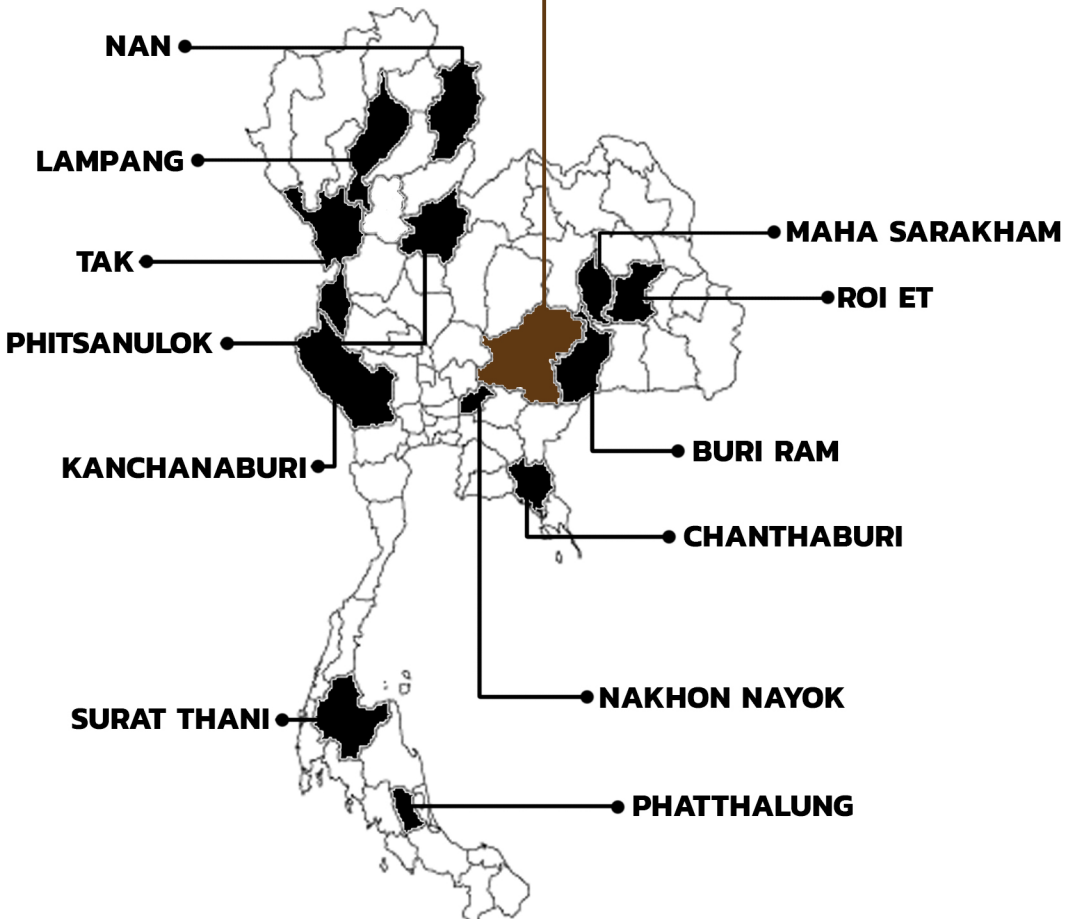 NAN
LAMPANG
MAHA SARAKHAM
TAK
ROI ET
PHITSANULOK
BURI RAM
KANCHANABURI
CHANTHABURI
NAKHON NAYOK
SURAT THANI
PHATTHALUNG